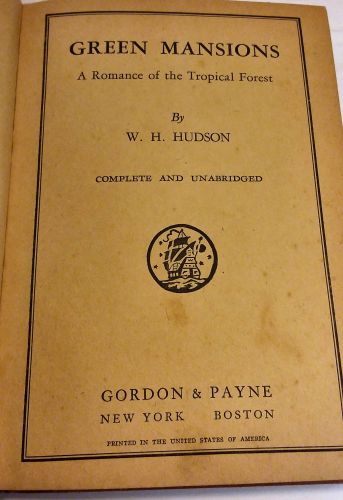 GREEN MANSIONS
A Romance of the Tropical Forest
By
W. H. HUDSON
COMPLETE AND UNABRIDGED
GORDON & PAYNE
NEW YORK BOSTON
PRINTED IN THE UNITED STATES OF AMERICA